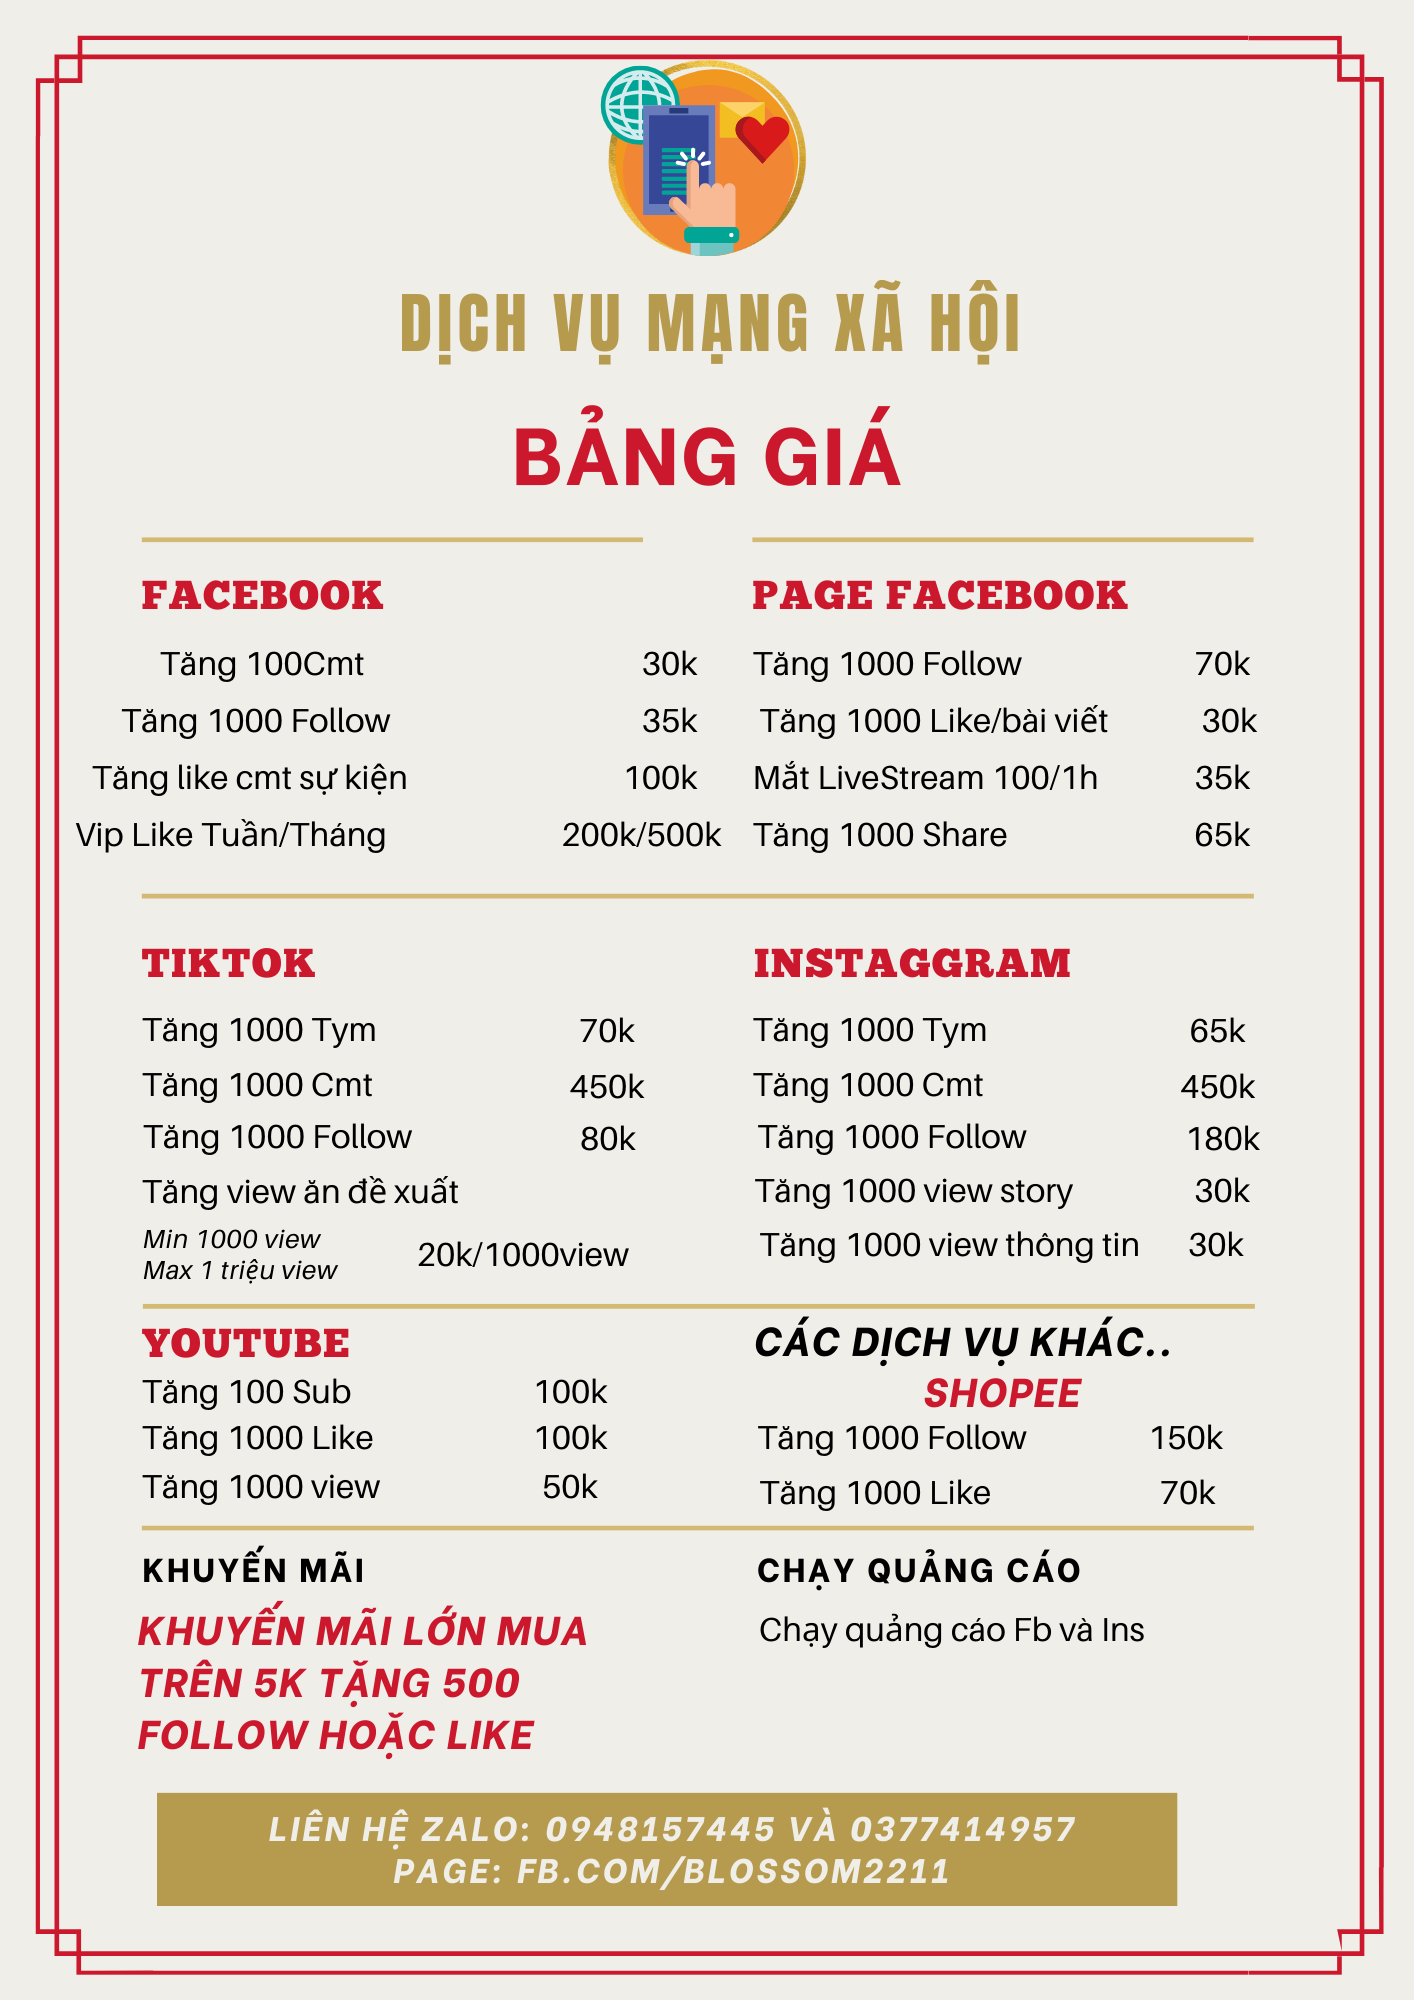 DỊCH VỤ MẠNG XÃ HỘI
BẢNG GIÁ
FACEBOOK
Tăng 100Cmt 30k
Tăng 1000 Follow 35k
Tăng like cmt sự kiện 100k
Vip Like Tuần/Tháng 200k/500k
PAGE FACEBOOK
Tăng 1000 Follow 70k
Tăng 1000 Like/bài viết 30k
Mắt LiveStream 100/1h 35k
Tăng 1000 Share 65k
TIKTOK
Tăng 1000 Tym 70k
Tăng 1000 Cmt 450k
Tăng 1000 Follow 80k
Tăng view ăn đề xuất
Min 1000 view
Max 1 triệu view
20k/1000view
INSTAGGRAM
Tăng 1000 Tym 65k
Tăng 1000 Cmt 450k
Tăng 1000 Follow 180k
Tăng 1000 view story 30k
Tăng 1000 view thông tin 30k
YOUTUBE
Tăng 100 Sub 100k
Tăng 1000 Like 100k
Tăng 1000 view 50k
CÁC DỊCH VỤ KHÁC..
SHOPEE
Tăng 1000 Follow 150k
Tăng 1000 Like 70k
KHUYẾN MÃI
KHUYẾN MÃI LỚN MUA
TRÊN 5K TẶNG 500
FOLLOW HOẶC LIKE
CHẠY QUẢNG CÁO
Chạy quảng cáo Fb và Ins
LIÊN HỆ ZALO: 0948157445 VÀ 0377414957
PAGE: FB.COM/BLOSSOM2211